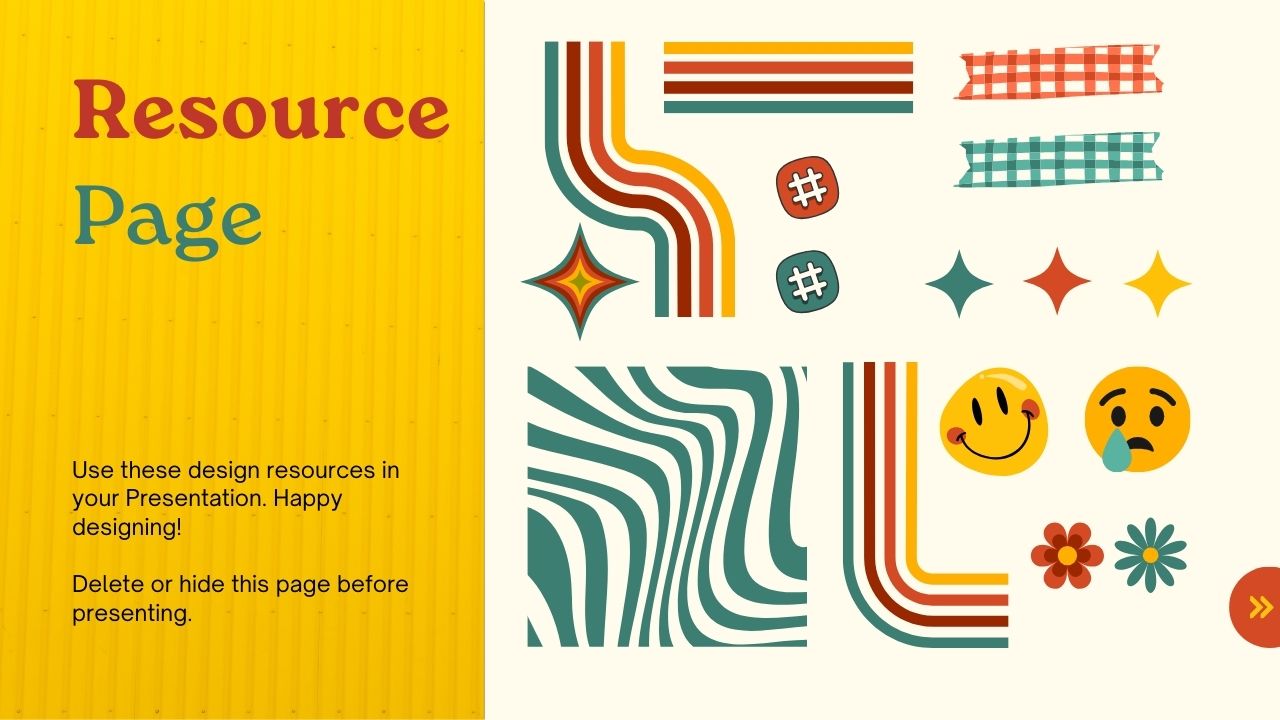 Resource
Page
Use these design resources in
your Presentation. Happy
designing!
Delete or hide this page before
presenting.
#
#